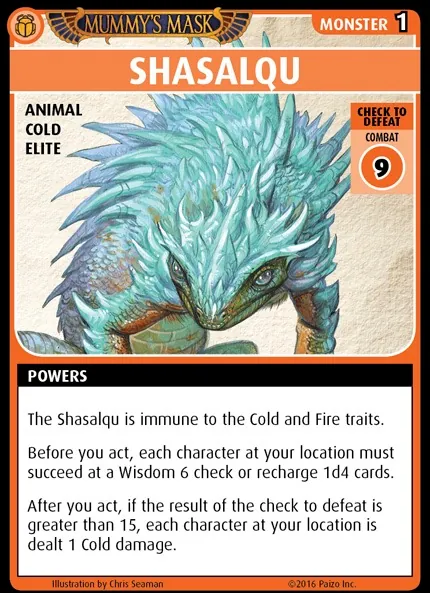 MUMMY'S MASK
MONSTER 1
SHASALQU
ANIMAL
COLD
ELITE
CHECK TO
DEFEAT
COMBAT
9
POWERS
The Shasalqu is immune to the Cold and Fire traits.
Before you act, each character at your location must
succeed at a Wisdom 6 check or recharge 1d4 cards.
After you act, if the result of the check to defeat is
greater than 15, each character at your location is
dealt 1 Cold damage.
Illustration by Chris Seaman ©2016 Paizo Inc.